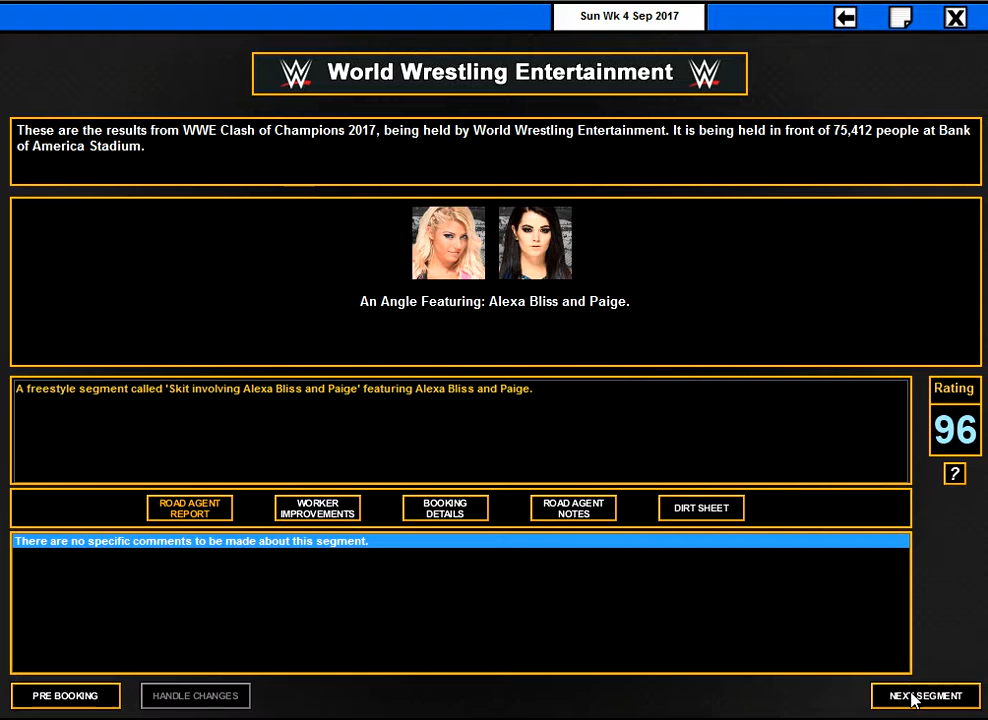 Sun Wk 4 Sep 2017
World Wrestling Entertainment
These are the results from WWE Clash of Champions 2017, being held by World Wrestling Entertainment. It is being held in front of 75,412 people at Bank
of America Stadium.
An Angle Featuring: Alexa Bliss and Paige.
A freestyle segment called 'Skit involving Alexa Bliss and Paige' featuring Alexa Bliss and Paige.
Rating
96
?
ROAD AGENT
REPORT
WORKER
IMPROVEMENTS
BOOKING
DETAILS
ROAD AGENT
NOTES
DIRT SHEET
There are no specific comments to be made about this segment.
PRE BOOKING
HANDLE CHANGES
NEXT SEGMENT